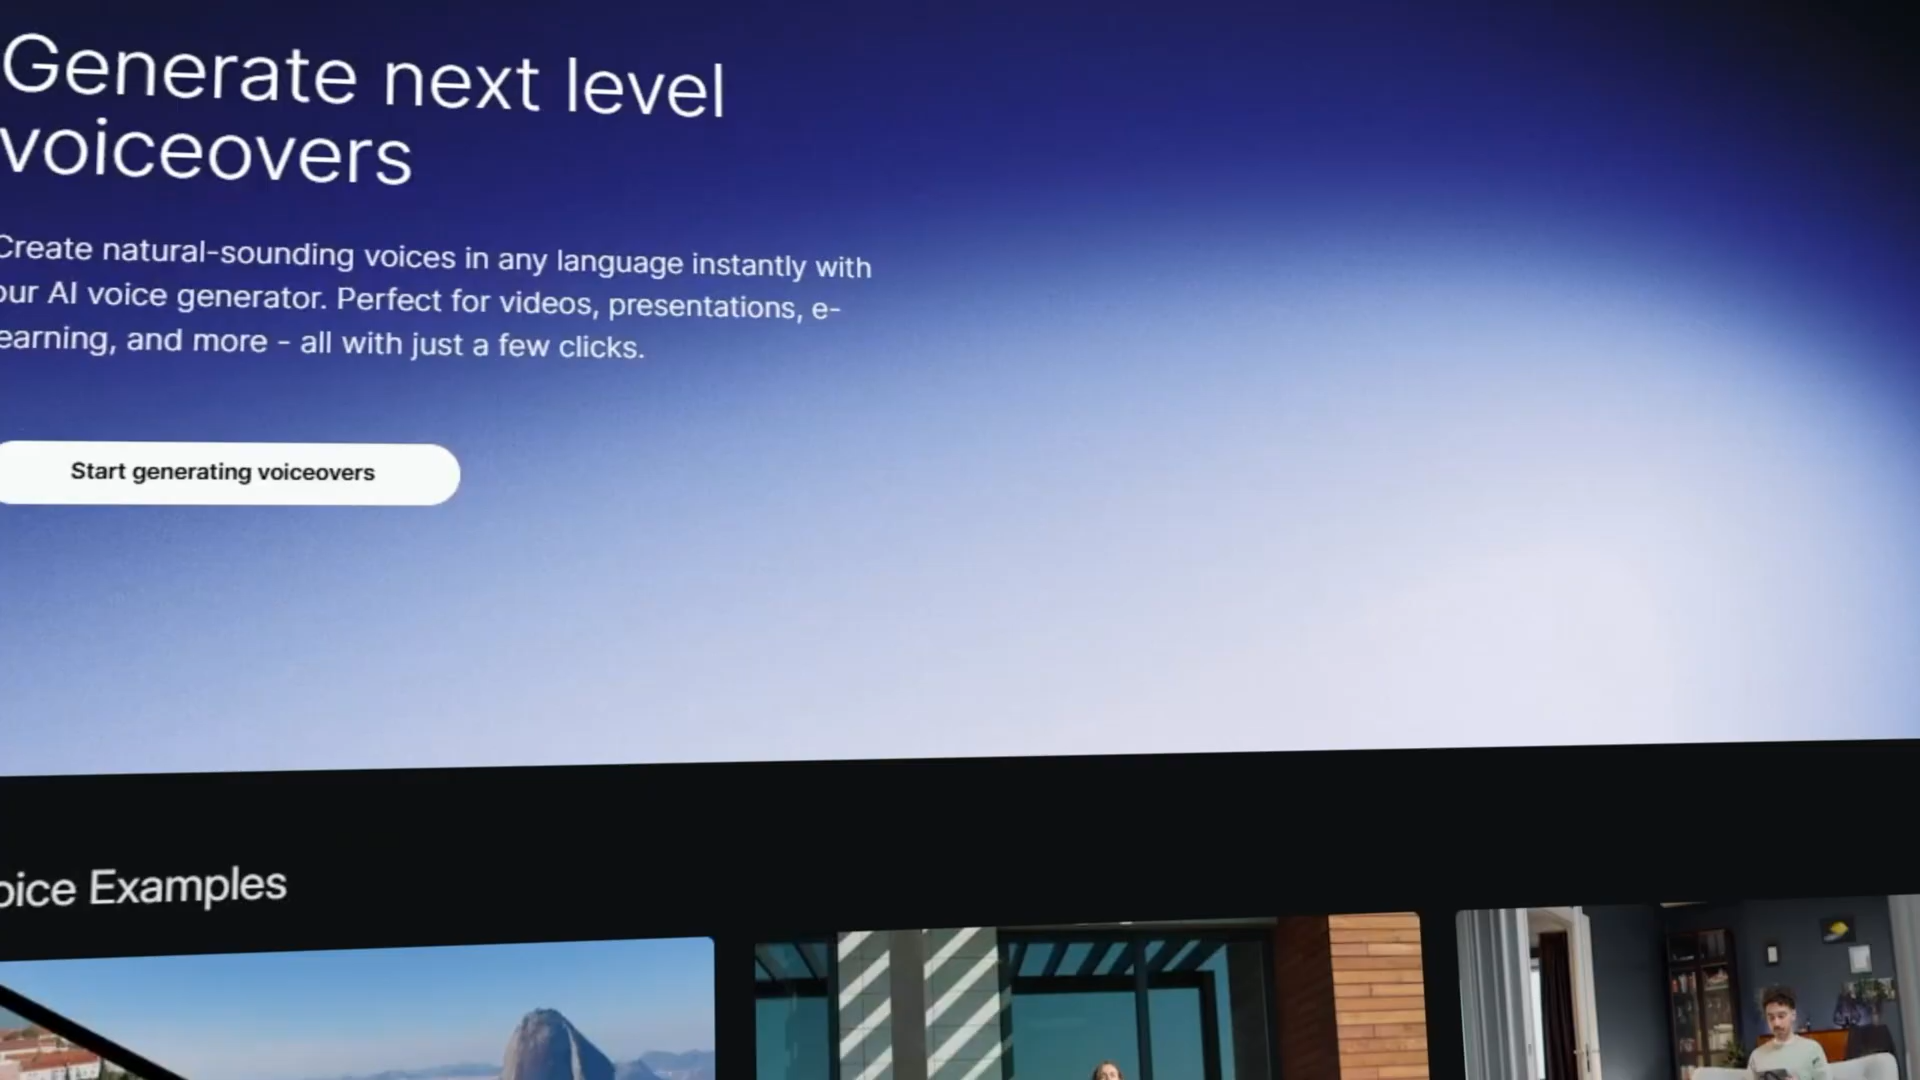 Generate next level
voiceovers
Create natural-sounding voices in any language instantly with
our AI voice generator. Perfect for videos, presentations, e-
earning, and more - all with just a few clicks.
Start generating voiceovers
oice Examples